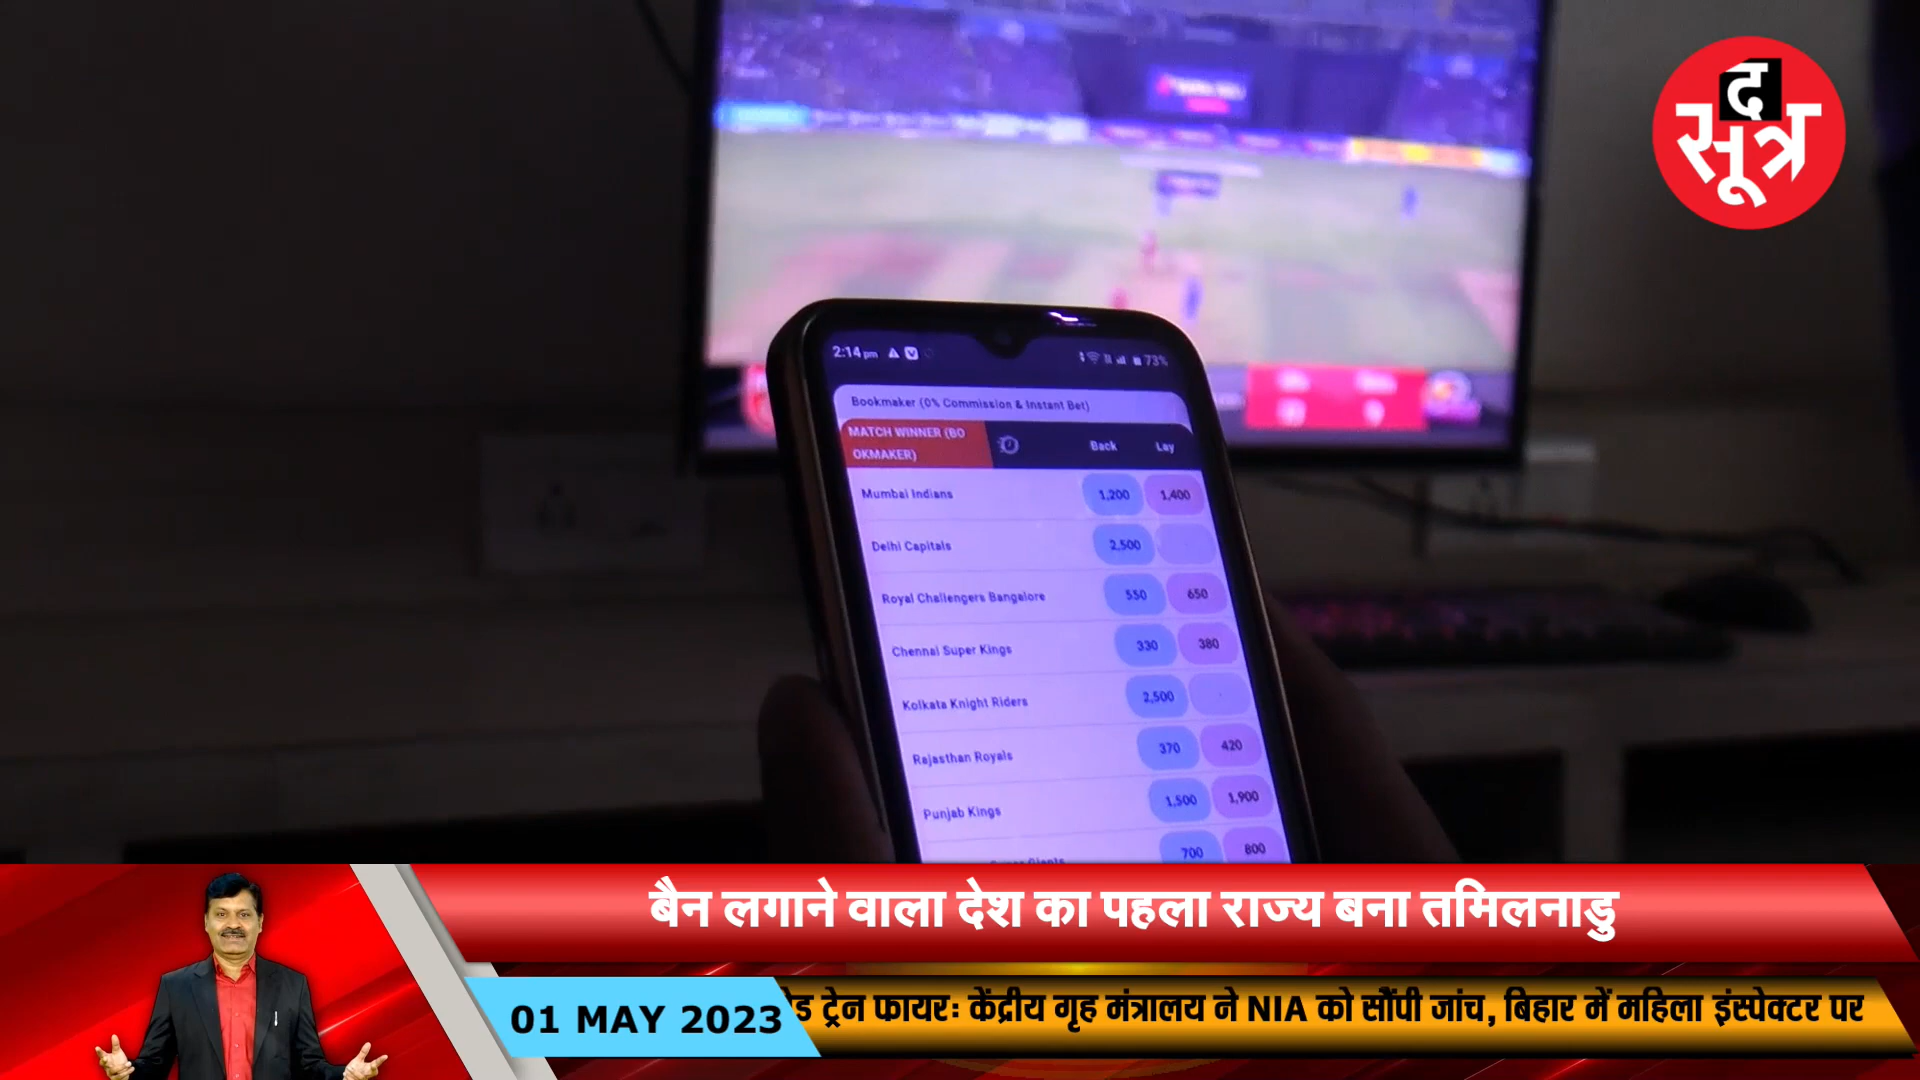 द
सूत्र
2:14 pm
73%
Bookmaker (0% Commission & Instant Bet)
MATCH WINNER (BO
OKMAKER)
Back Lay
Mumbai Indians 1,200 1,400
Delhi Capitals 2,500
Royal Challengers Bangalore 550 650
Chennai Super Kings 330 380
Kolkata Knight Riders 2,500
Rajasthan Royals 370 420
Punjab Kings 1,500 1,900
700 800
बैन लगाने वाला देश का पहला राज्य बना तमिलनाडु
01 MAY 2023
ट्रेन फायरः केंद्रीय गृह मंत्रालय ने NIA को सौंपी जांच, बिहार में महिला इंस्पेक्टर पर